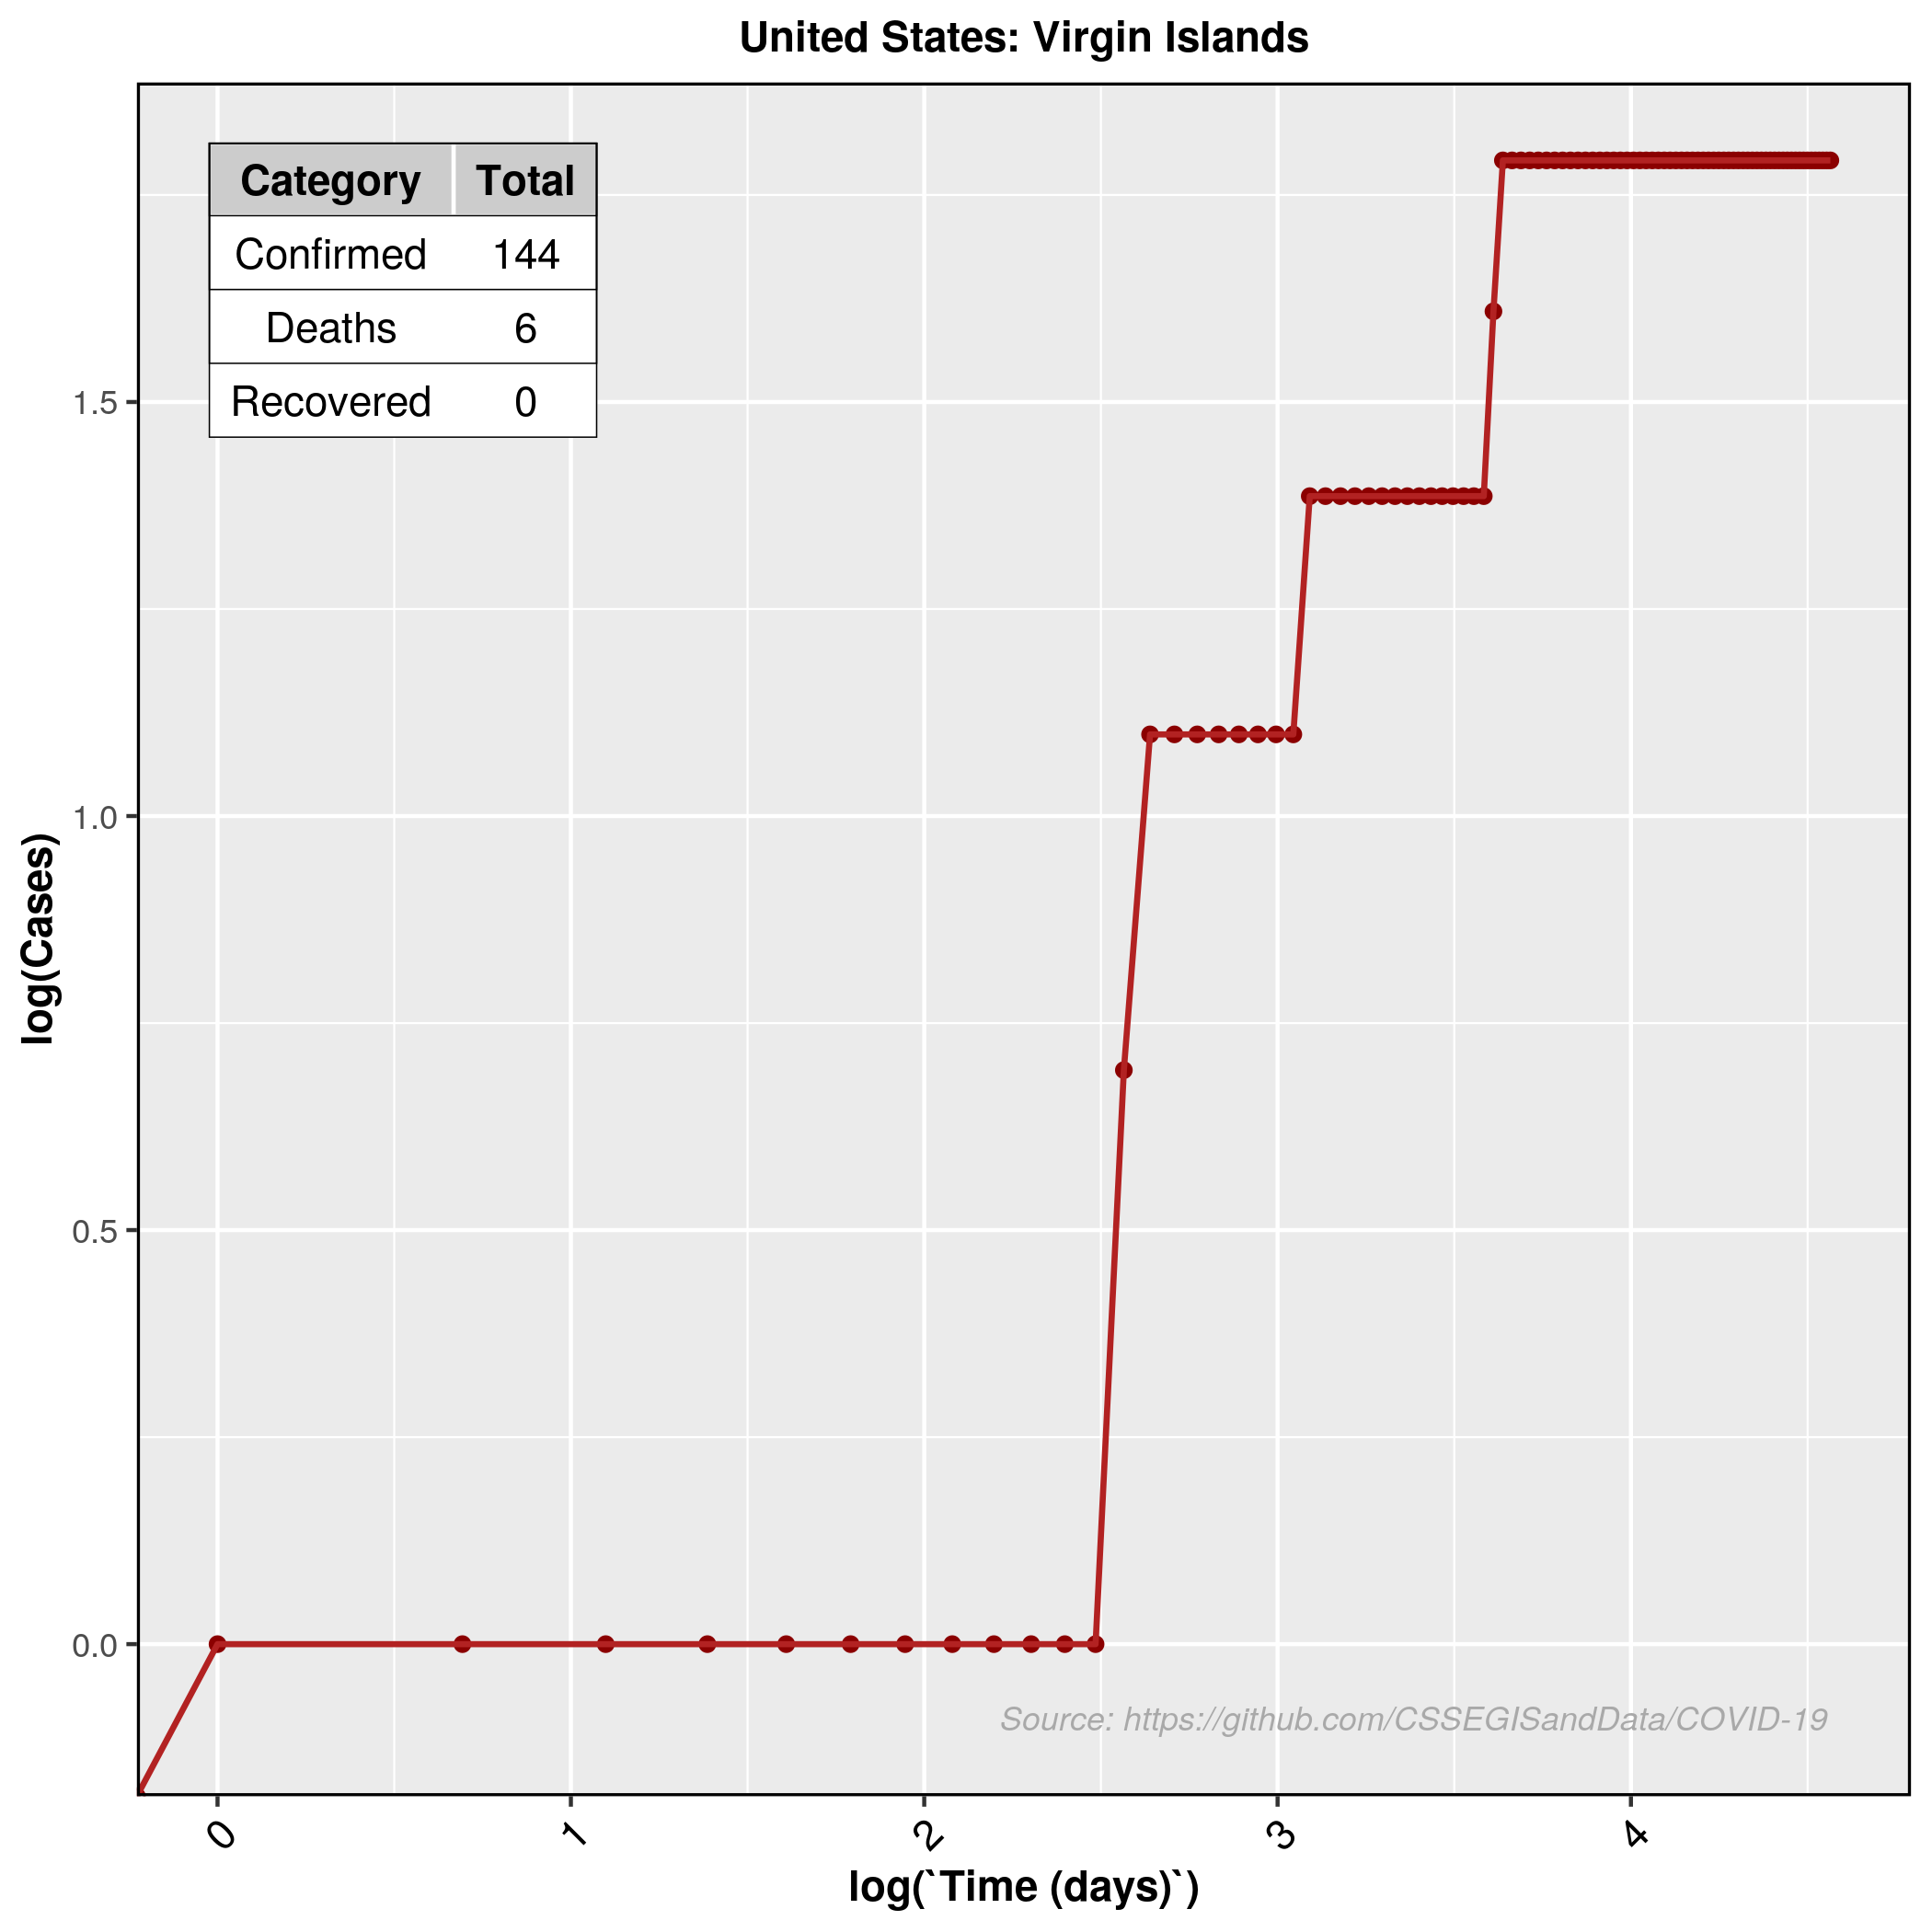 United States: Virgin Islands
Category Total
Confirmed 144
Deaths 6
Recovered 0
1.5
1.0
0.5
0.0
log(Cases)
Source: https://github.com/CSSEGISandData/COVID-19
0 1 2 3 4
log(`Time (days)`)